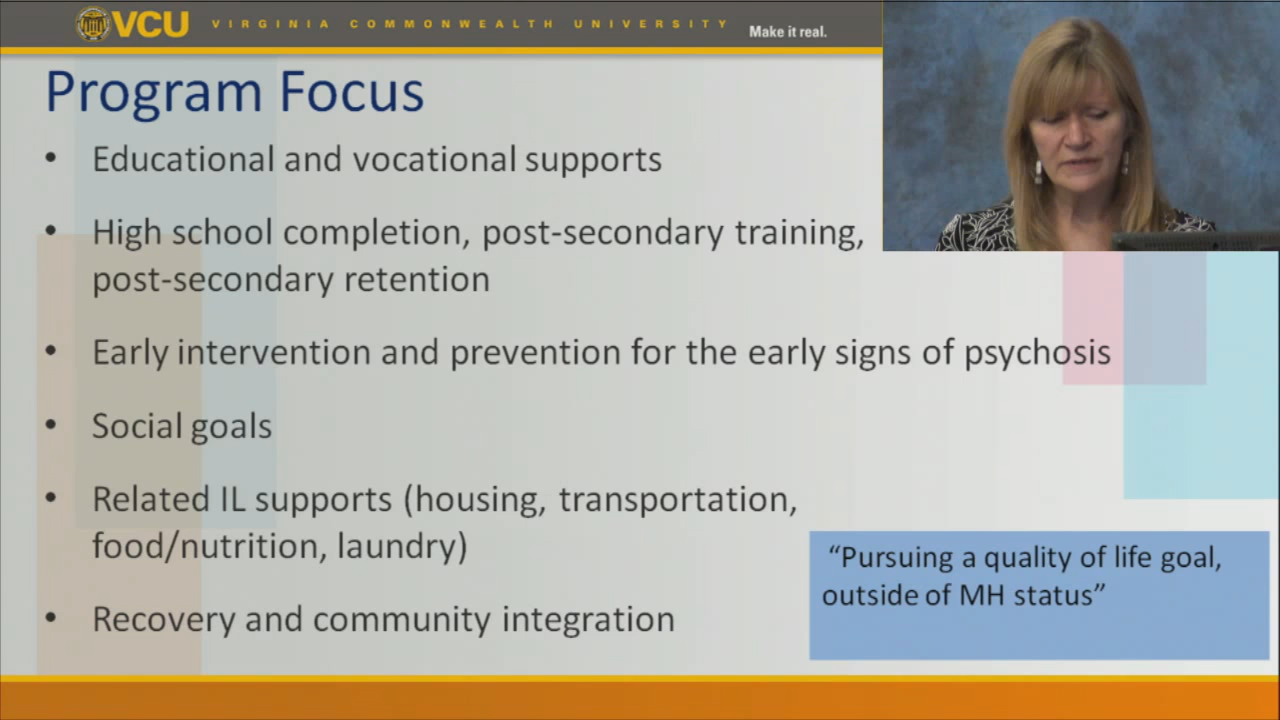 VCU VIRGINIA COMMONWEALTH UNIVERSITY Make it real.
Program Focus
• Educational and vocational supports
• High school completion, post-secondary training,
post-secondary retention
• Early intervention and prevention for the early signs of psychosis
• Social goals
• Related IL supports (housing, transportation,
food/nutrition, laundry)
• Recovery and community integration
“Pursuing a quality of life goal,
outside of MH status”